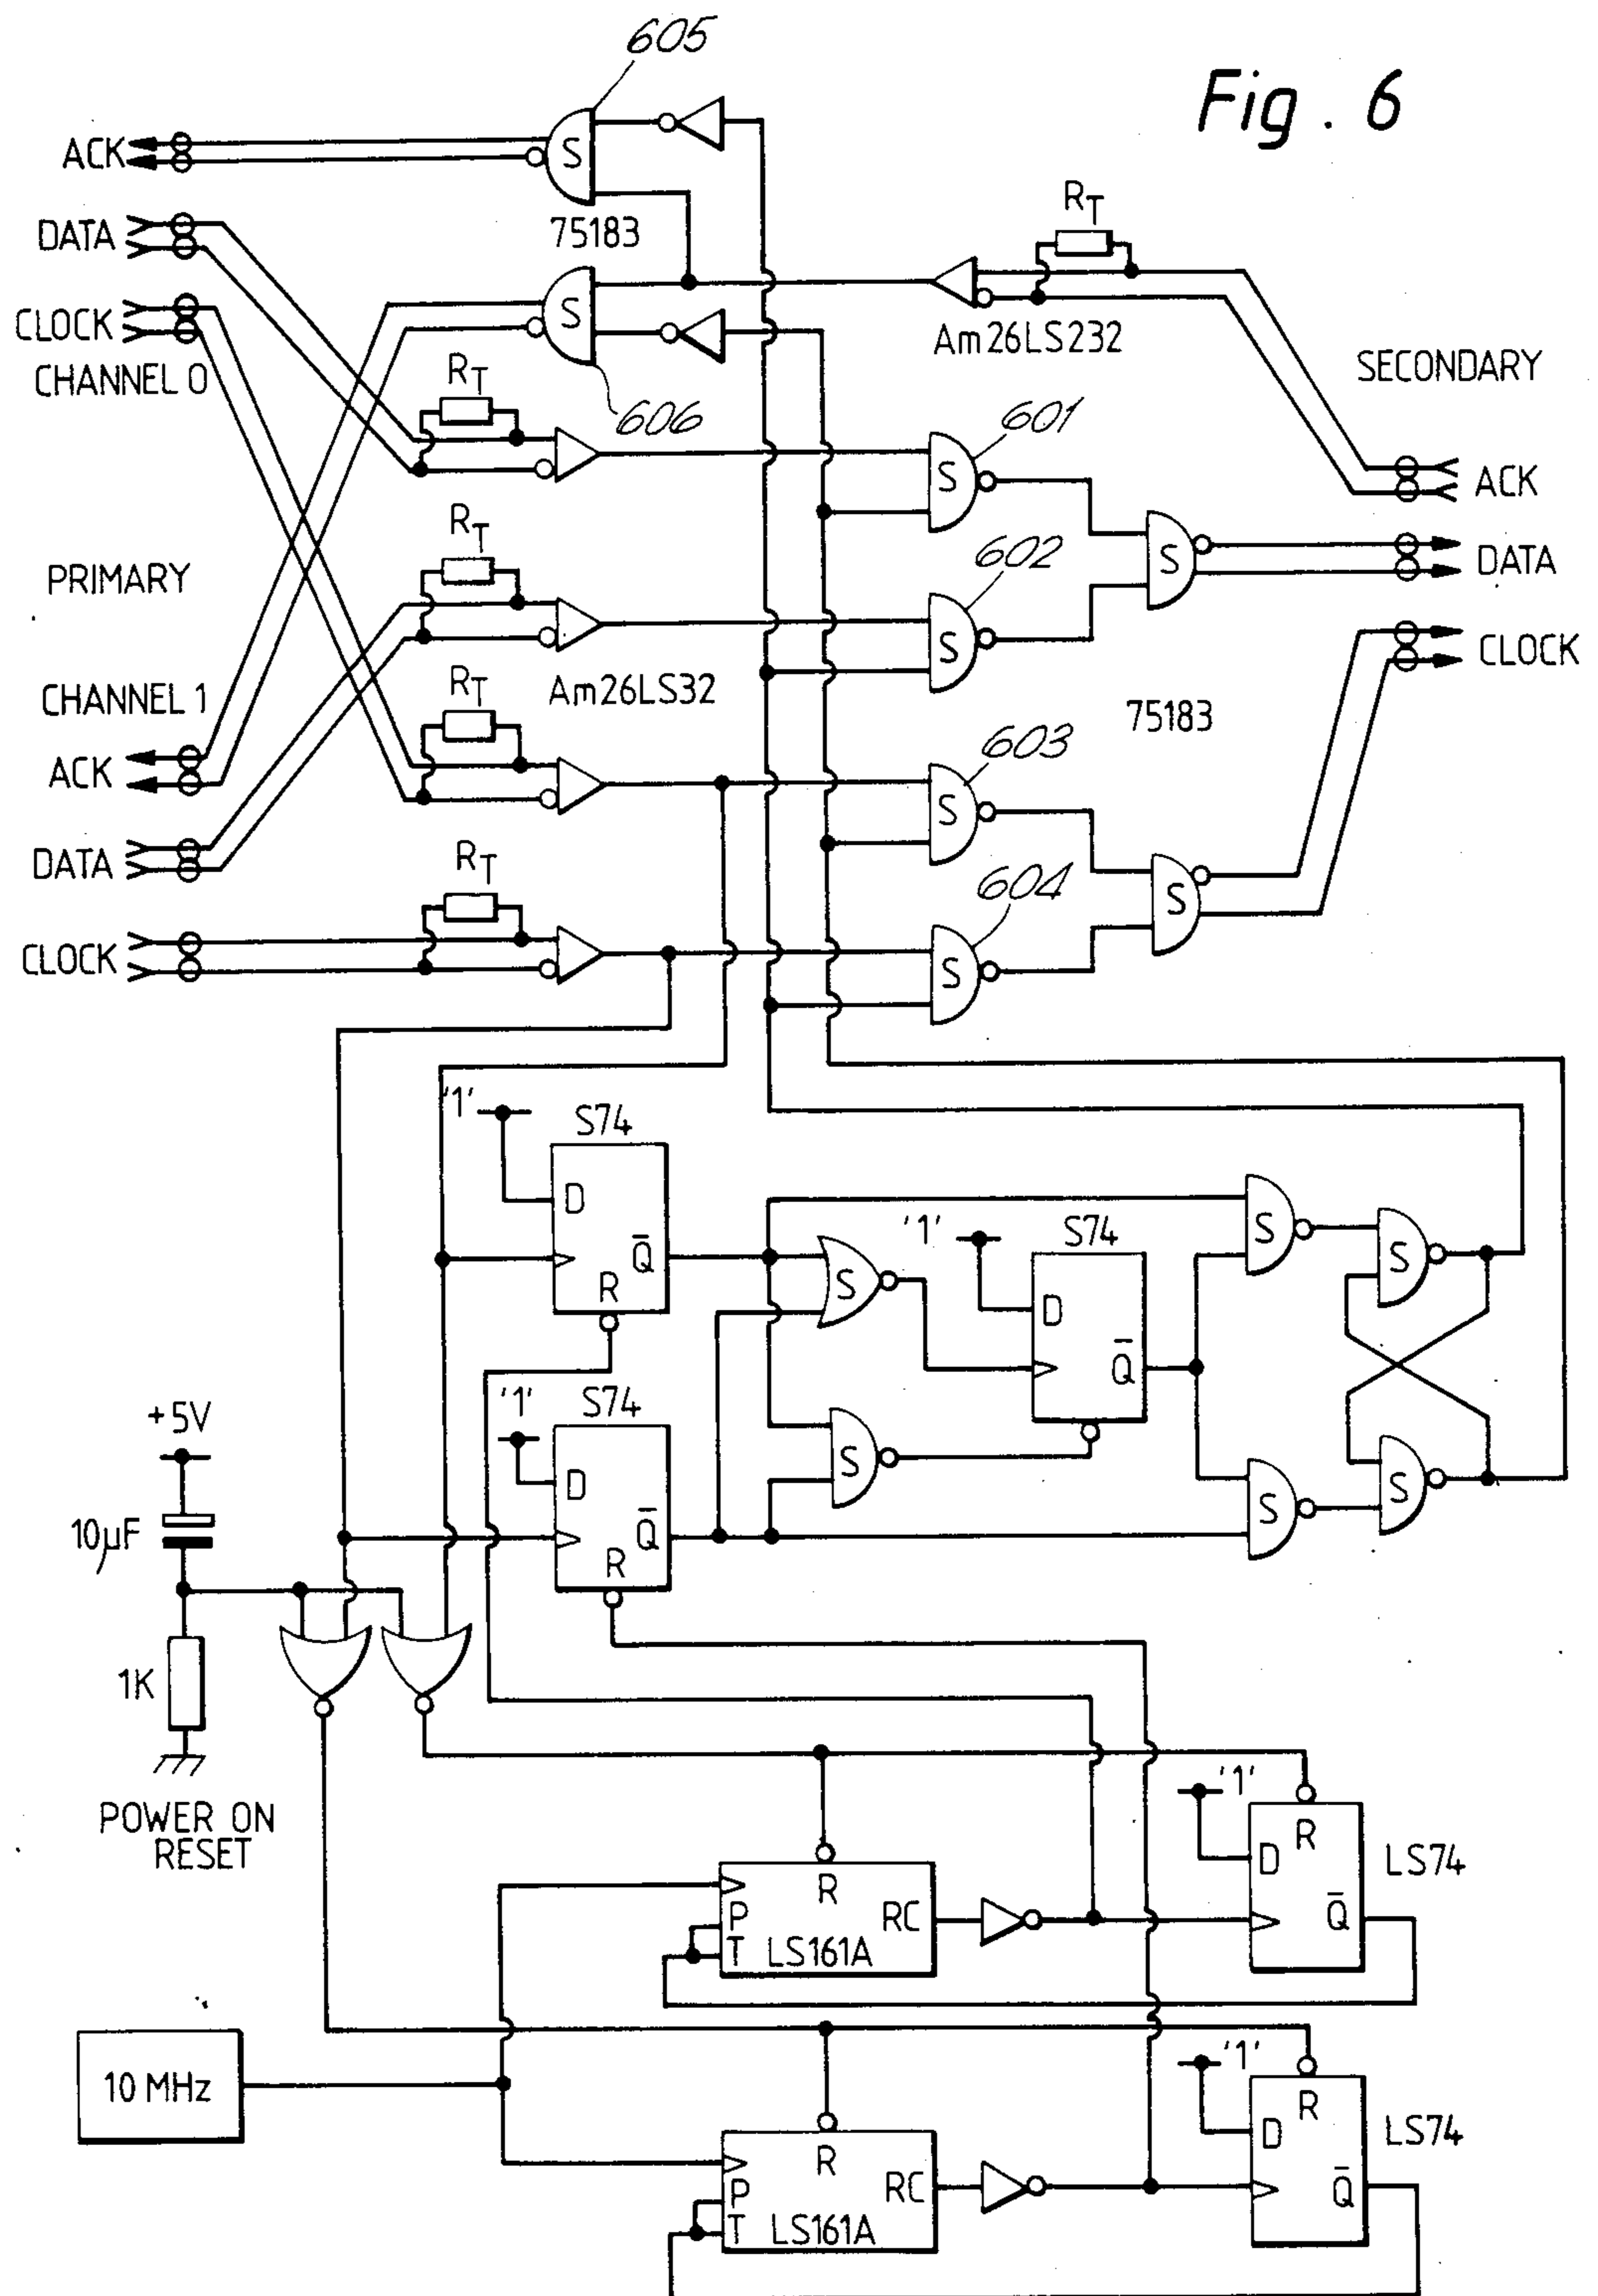 605
Fig. 6
ACK
S
DATA
75183
R_T
CLOCK
S
Am26LS232
CHANNEL 0
SECONDARY
R_T
606
601
S
ACK
R_T
602
S
DATA
PRIMARY
S
CLOCK
CHANNEL 1
R_T
Am26LS32
75183
ACK
603
S
DATA
R_T
604
S
CLOCK
S
'1'
S74
D
'1'
S74
S
Q̅
S
D
S
R
Q̅
'1'
S74
+5V
D
S
S
10µF
Q̅
S
R
1K
POWER ON
RESET
'1'
R
D
LS74
R
P
RC
Q̅
T
LS161A
10 MHz
'1'
R
D
LS74
R
P
RC
Q̅
T
LS161A